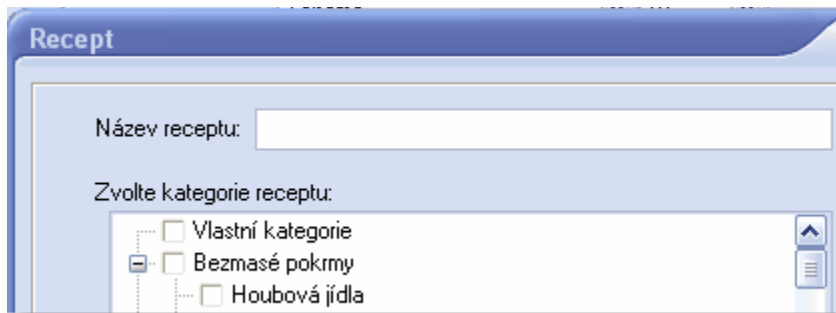 Recept
Název receptu:
Zvolte kategorie receptu:
Vlastní kategorie
Bezmasé pokrmy
Houbová jídla